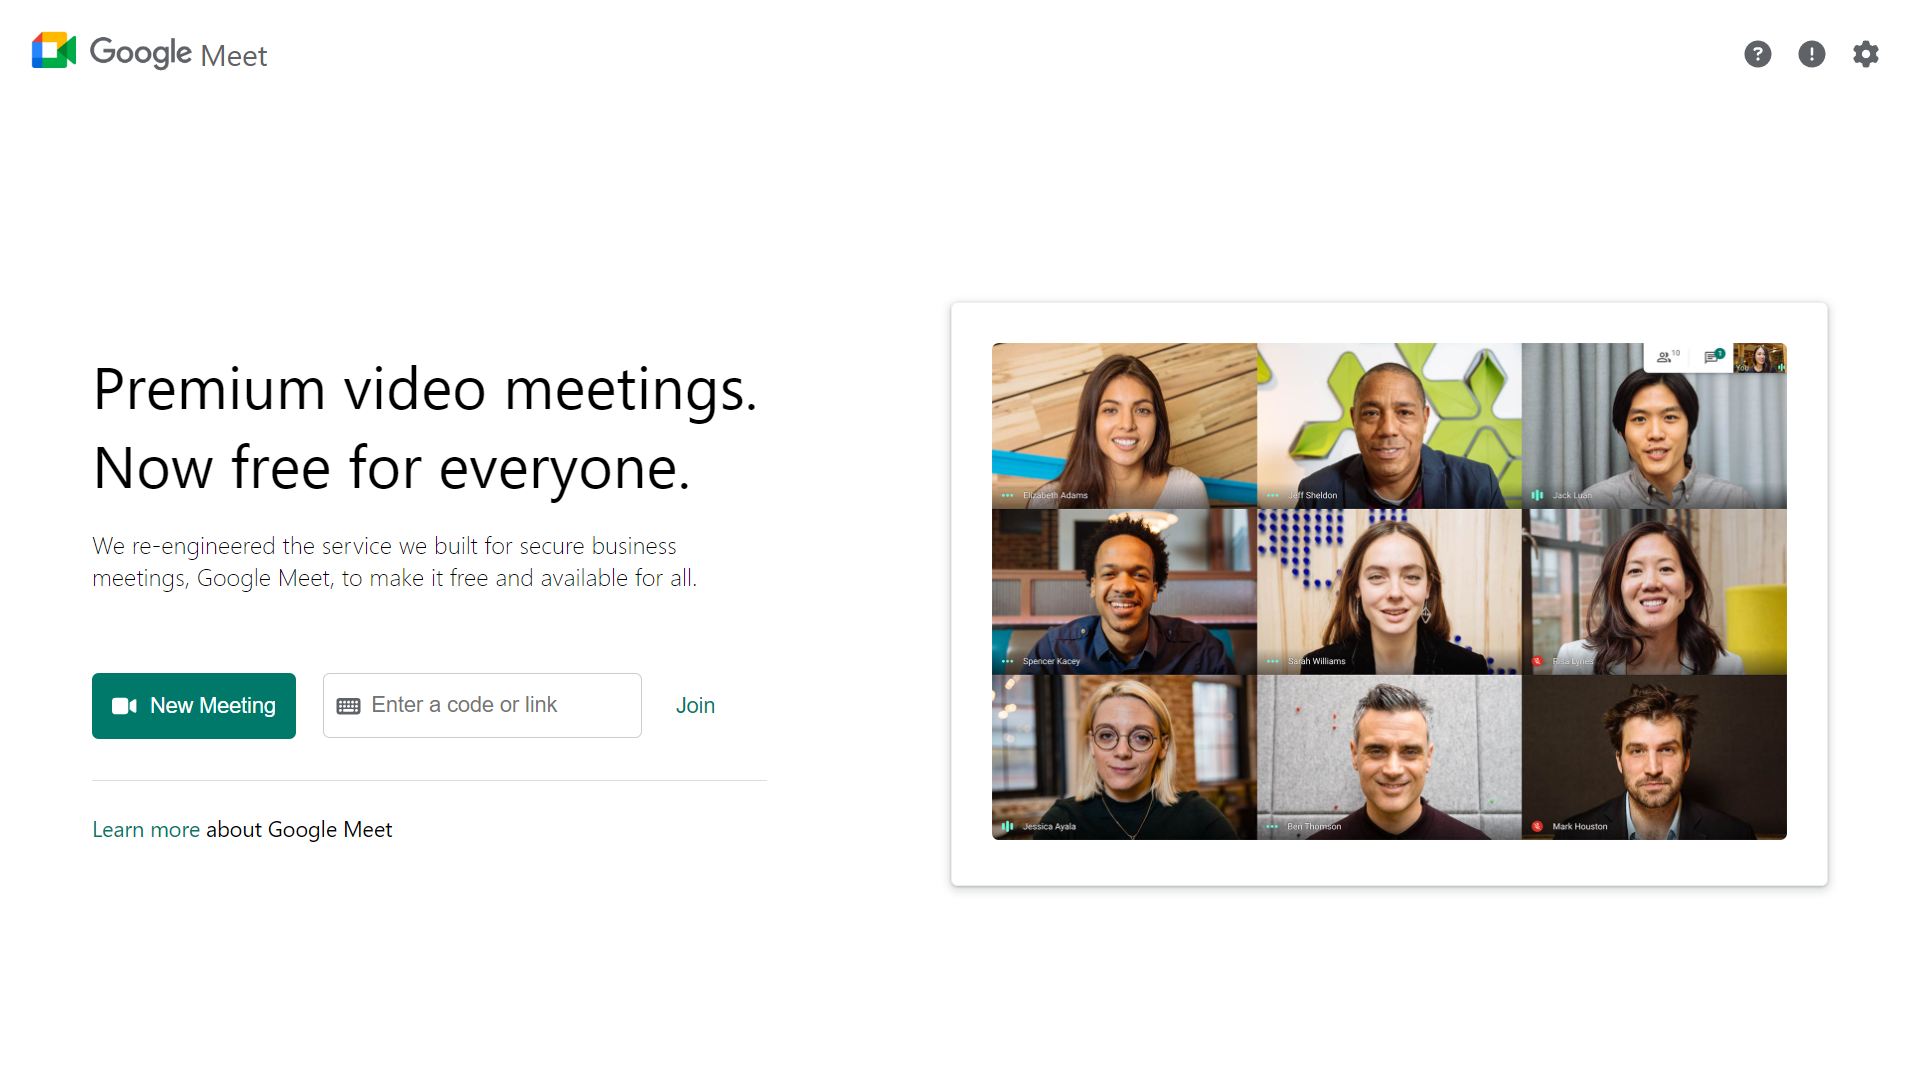 Google Meet
Premium video meetings.
Now free for everyone.
We re-engineered the service we built for secure business
meetings, Google Meet, to make it free and available for all.
New Meeting
Enter a code or link
Join
Learn more about Google Meet
10
1
You
Elizabeth Adams
Jeff Sheldon
Jack Luan
Spencer Kacey
Sarah Williams
Risa Lynes
Jessica Ayala
Ben Thomson
Mark Houston